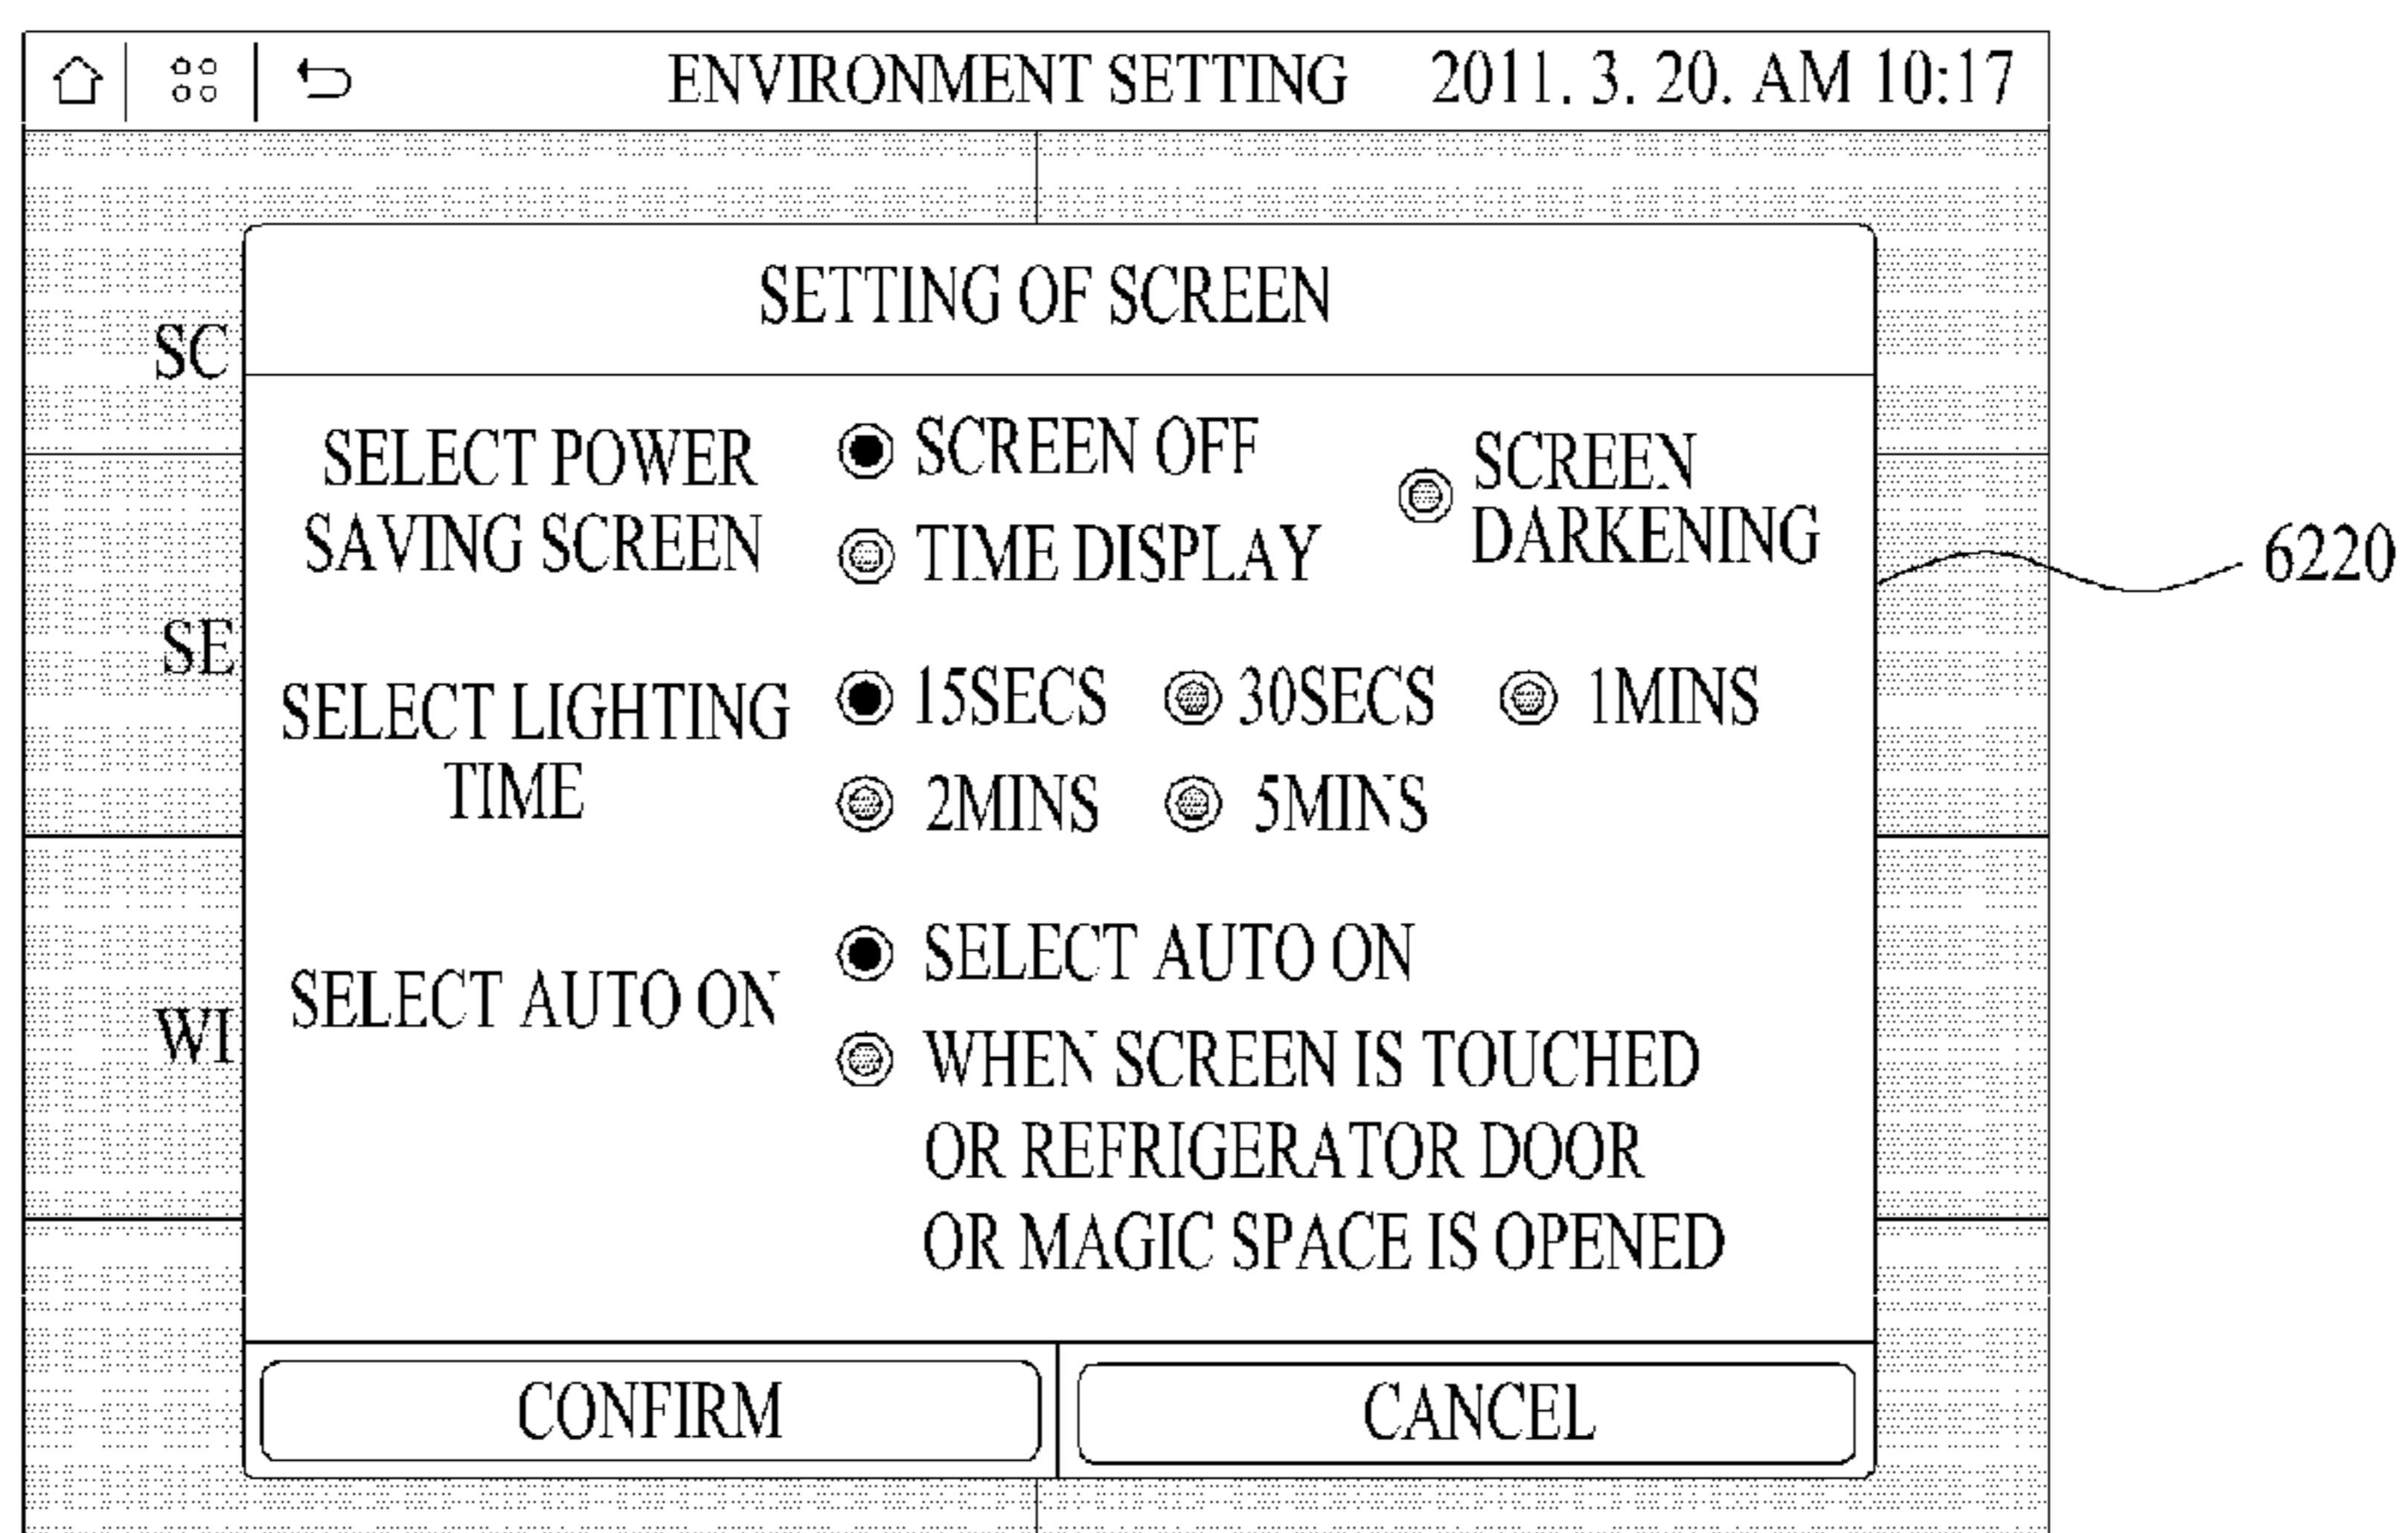 ENVIRONMENT SETTING 2011. 3. 20. AM 10:17
SETTING OF SCREEN
SC
SELECT POWER
SAVING SCREEN
SCREEN OFF
TIME DISPLAY
SCREEN
DARKENING
6220
SE
SELECT LIGHTING
TIME
15SECS 30SECS 1MINS
2MINS 5MINS
WI
SELECT AUTO ON
SELECT AUTO ON
WHEN SCREEN IS TOUCHED
OR REFRIGERATOR DOOR
OR MAGIC SPACE IS OPENED
CONFIRM CANCEL